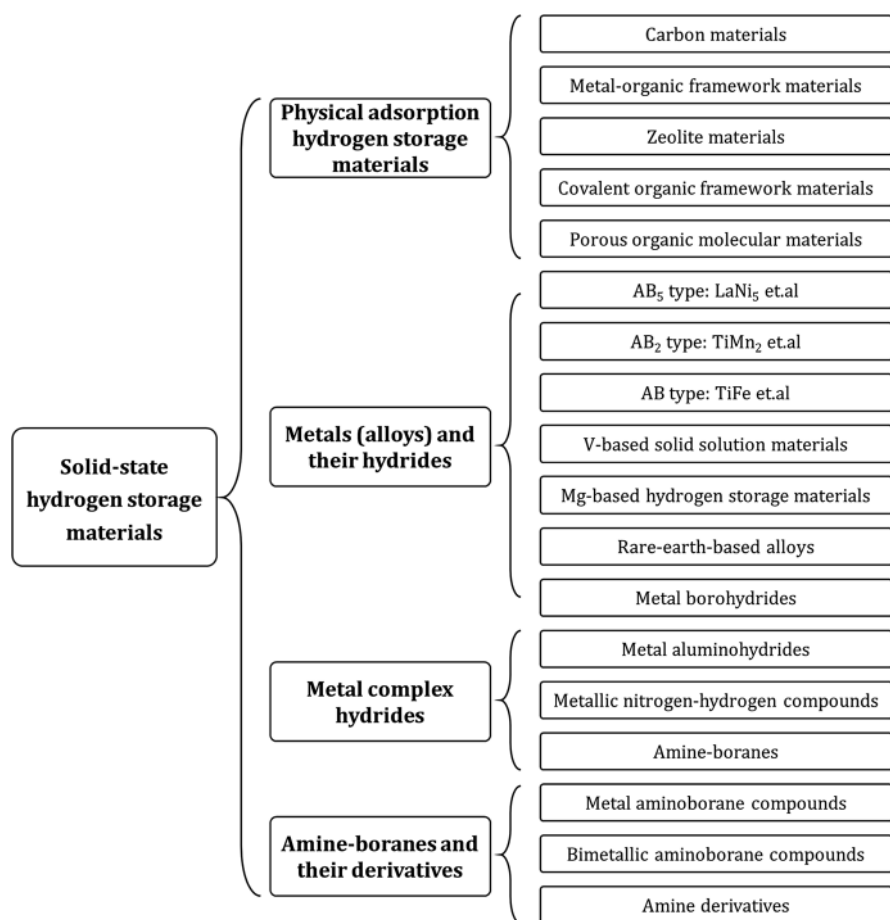 Solid-state
hydrogen storage
materials
Physical adsorption
hydrogen storage
materials
Carbon materials
Metal-organic framework materials
Zeolite materials
Covalent organic framework materials
Porous organic molecular materials
Metals (alloys) and
their hydrides
AB₅ type: LaNi₅ et.al
AB₂ type: TiMn₂ et.al
AB type: TiFe et.al
V-based solid solution materials
Mg-based hydrogen storage materials
Rare-earth-based alloys
Metal borohydrides
Metal complex
hydrides
Metal aluminohydrides
Metallic nitrogen-hydrogen compounds
Amine-boranes
Amine-boranes and
their derivatives
Metal aminoborane compounds
Bimetallic aminoborane compounds
Amine derivatives